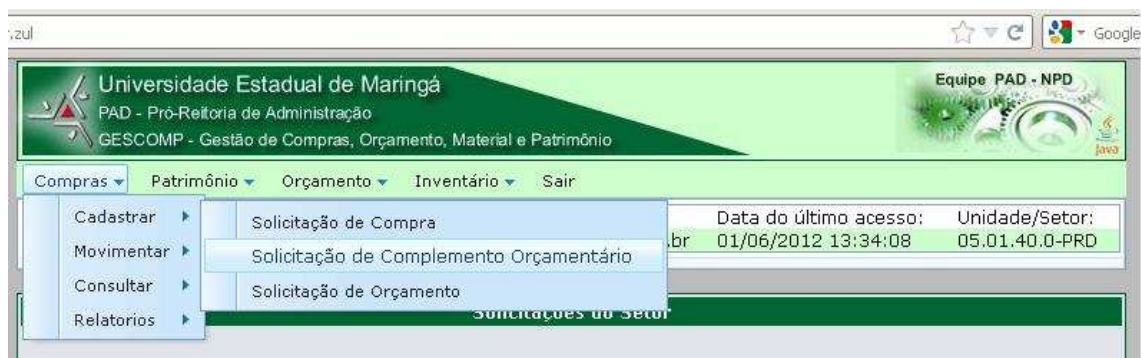 .zul
Google
Universidade Estadual de Maringá
PAD - Pró-Reitoria de Administração
GESCOMP - Gestão de Compras, Orçamento, Material e Patrimônio
Equipe PAD - NPD
Java
Compras Patrimônio Orçamento Inventário Sair
Cadastrar
Movimentar
Consultar
Relatorios
Solicitação de Compra
Solicitação de Complemento Orçamentário
Solicitação de Orçamento
.br
Data do último acesso:
01/06/2012 13:34:08
Unidade/Setor:
05.01.40.0-PRD
Solicitações do Setor